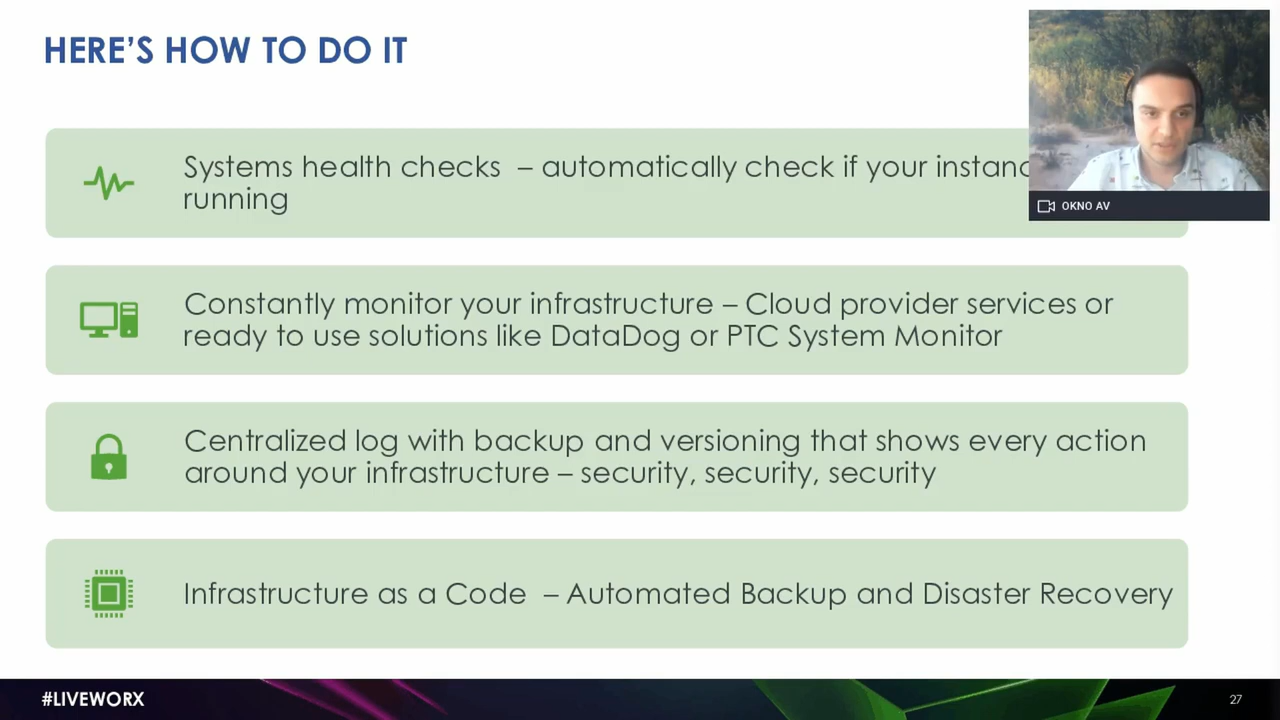 HERE'S HOW TO DO IT
Systems health checks – automatically check if your
running
OKNO AV
Constantly monitor your infrastructure – Cloud provider services or
ready to use solutions like DataDog or PTC System Monitor
Centralized log with backup and versioning that shows every action
around your infrastructure – security, security, security
Infrastructure as a Code – Automated Backup and Disaster Recovery
#LIVEWORX
27